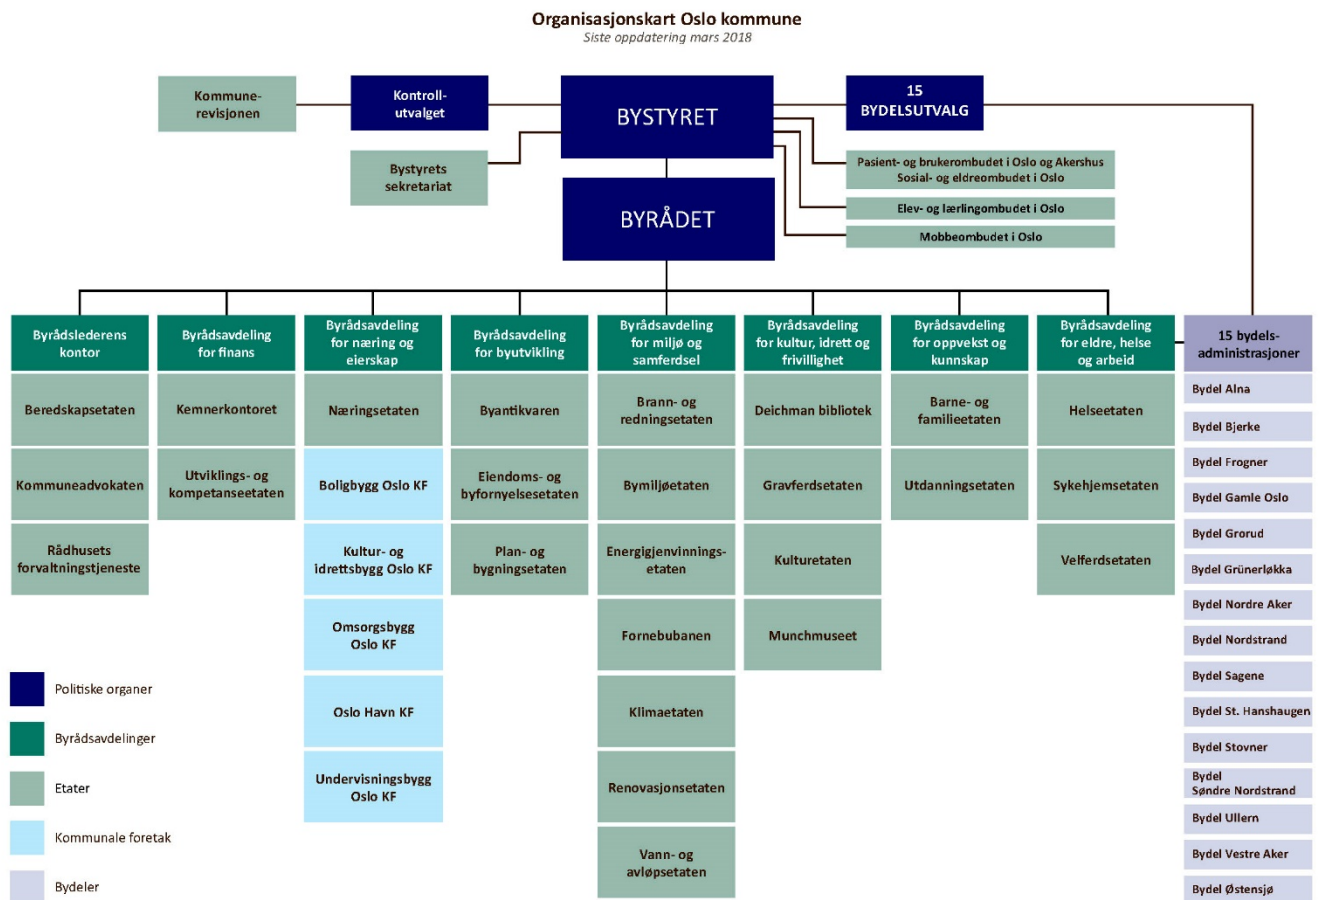 Organisasjonskart Oslo kommune
Siste oppdatering mars 2018
Kommune-
revisjonen
Kontroll-
utvalget
BYSTYRET
15
BYDELSUTVALG
Bystyrets
sekretariat
Pasient- og brukerombudet i Oslo og Akershus
Sosial- og eldreombudet i Oslo
Elev- og lærlingombudet i Oslo
Mobbeombudet i Oslo
BYRÅDET
Byrådslederens
kontor
Beredskapsetaten
Kommuneadvokaten
Rådhusets
forvaltningstjeneste
Byrådsavdeling
for finans
Kemnerkontoret
Utviklings- og
kompetanseetaten
Byrådsavdeling
for næring og
eierskap
Næringsetaten
Boligbygg Oslo KF
Kultur- og
idrettsbygg Oslo KF
Omsorgsbygg
Oslo KF
Oslo Havn KF
Undervisningsbygg
Oslo KF
Byrådsavdeling
for byutvikling
Byantikvaren
Eiendoms- og
byfornyelsesetaten
Plan- og
bygningsetaten
Byrådsavdeling
for miljø og
samferdsel
Brann- og
redningsetaten
Bymiljøetaten
Energigjenvinnings-
etaten
Fornebubanen
Klimaetaten
Renovasjonsetaten
Vann- og
avløpsetaten
Byrådsavdeling
for kultur, idrett og
frivillighet
Deichman bibliotek
Gravferdsetaten
Kulturetaten
Munchmuseet
Byrådsavdeling
for oppvekst og
kunnskap
Barne- og
familieetaten
Utdanningsetaten
Byrådsavdeling
for eldre, helse
og arbeid
Helseetaten
Sykehjemsetaten
Velferdsetaten
15 bydels-
administrasjoner
Bydel Alna
Bydel Bjerke
Bydel Frogner
Bydel Gamle Oslo
Bydel Grorud
Bydel Grünerløkka
Bydel Nordre Aker
Bydel Nordstrand
Bydel Sagene
Bydel St. Hanshaugen
Bydel Stovner
Bydel
Søndre Nordstrand
Bydel Ullern
Bydel Vestre Aker
Bydel Østensjø
Politiske organer
Byrådsavdelinger
Etater
Kommunale foretak
Bydeler